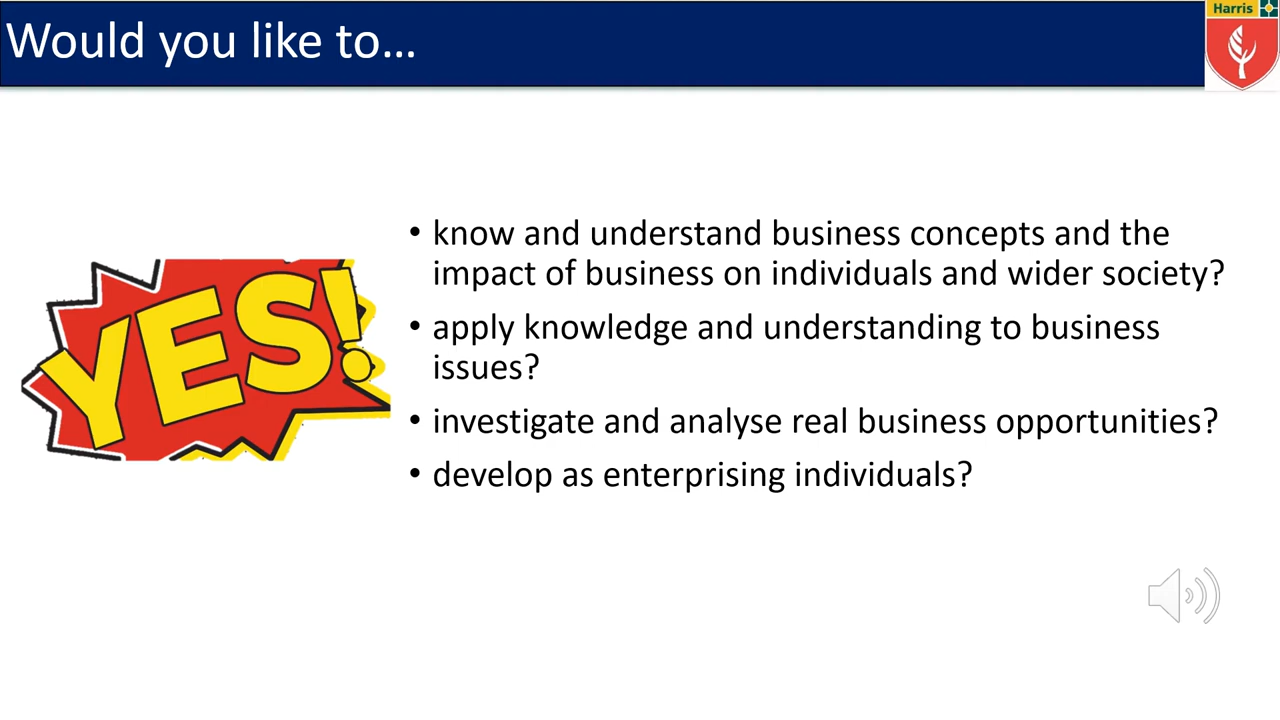 Would you like to...
Harris
• know and understand business concepts and the
impact of business on individuals and wider society?
• apply knowledge and understanding to business
issues?
• investigate and analyse real business opportunities?
• develop as enterprising individuals?
YES!